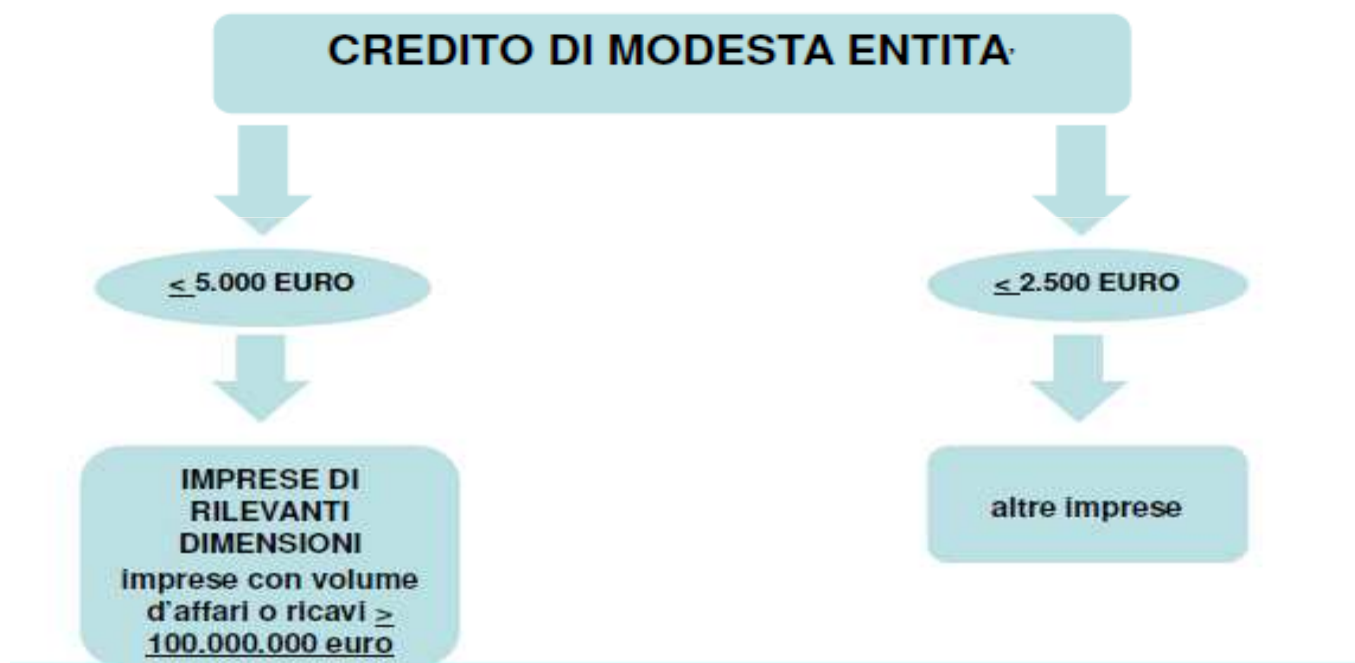 CREDITO DI MODESTA ENTITA'
≤ 5.000 EURO
≤ 2.500 EURO
IMPRESE DI
RILEVANTI
DIMENSIONI
imprese con volume
d'affari o ricavi ≥
100.000.000 euro
altre imprese